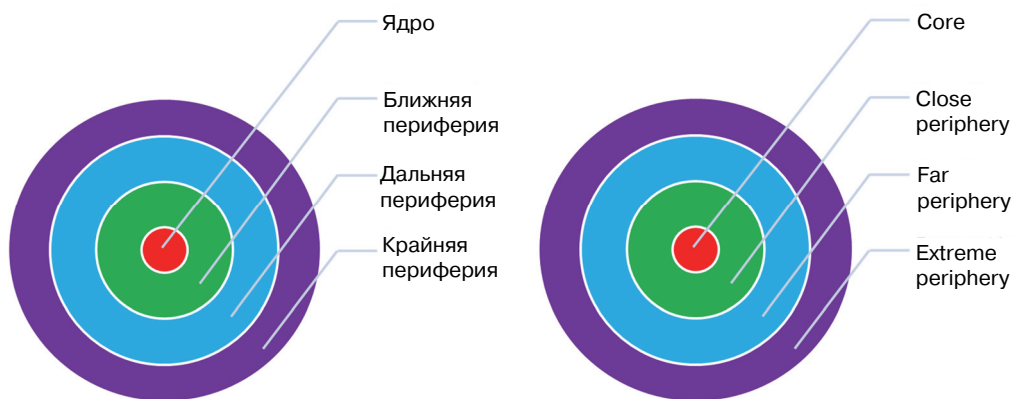 Ядро
Ближняя
периферия
Дальняя
периферия
Крайняя
периферия
Core
Close
periphery
Far
periphery
Extreme
periphery